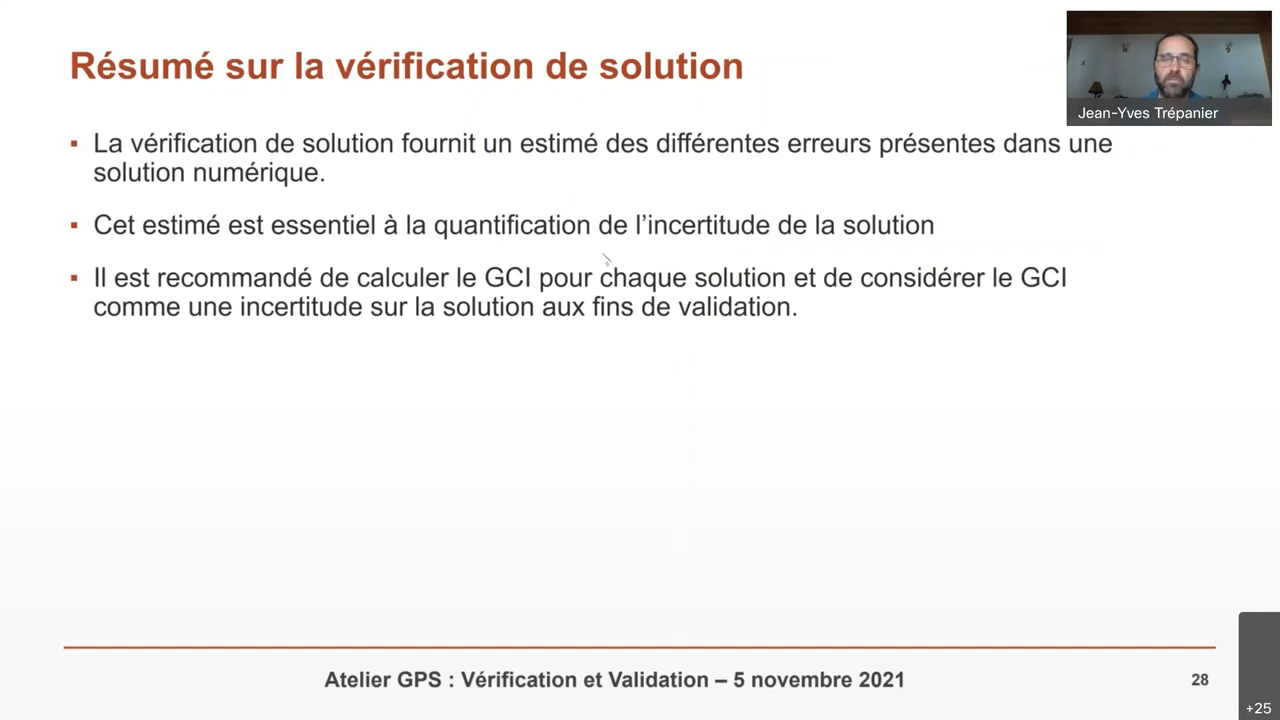 Résumé sur la vérification de solution
Jean-Yves Trépanier
▪ La vérification de solution fournit un estimé des différentes erreurs présentes dans une
solution numérique.
▪ Cet estimé est essentiel à la quantification de l’incertitude de la solution
▪ Il est recommandé de calculer le GCI pour chaque solution et de considérer le GCI
comme une incertitude sur la solution aux fins de validation.
Atelier GPS : Vérification et Validation – 5 novembre 2021
28
+25